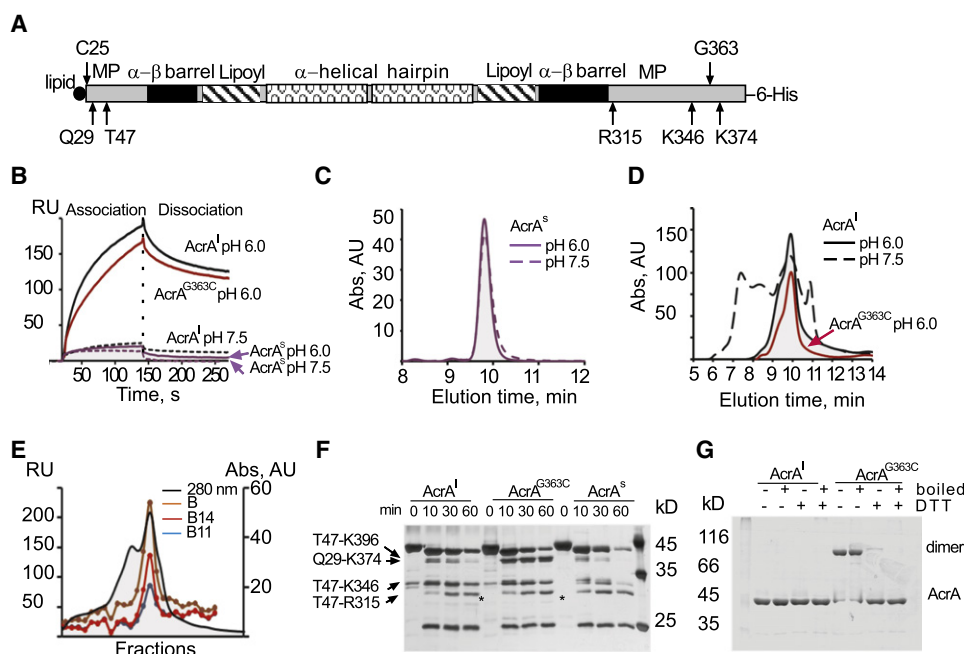 A
C25
G363
lipid
MP
α–β barrel
Lipoyl
α-helical hairpin
Lipoyl
α–β barrel
MP
6-His
Q29
T47
R315
K346
K374
B
RU
Association
Dissociation
150
100
50
AcrA^l pH 6.0
AcrA^G363C pH 6.0
AcrA^l pH 7.5
AcrA^s pH 6.0
AcrA^s pH 7.5
50 100 150 200 250
Time, s
C
Abs, AU
50
40
30
20
10
AcrA^s
pH 6.0
pH 7.5
8 9 10 11 12
Elution time, min
D
Abs, AU
150
100
50
AcrA^l
pH 6.0
pH 7.5
AcrA^G363C pH 6.0
5 6 7 8 9 10 11 12 13 14
Elution time, min
E
RU
Abs, AU
200
150
100
50
60
40
20
280 nm
B
B14
B11
Fractions
F
AcrA^l AcrA^G363C AcrA^s
min 0 10 30 60 0 10 30 60 0 10 30 60
kD
T47-K396
Q29-K374
T47-K346
T47-R315
* *
45
35
25
G
AcrA^l AcrA^G363C
- + - + - + - + boiled
- - + + - - + + DTT
kD
116
66
45
35
dimer
AcrA